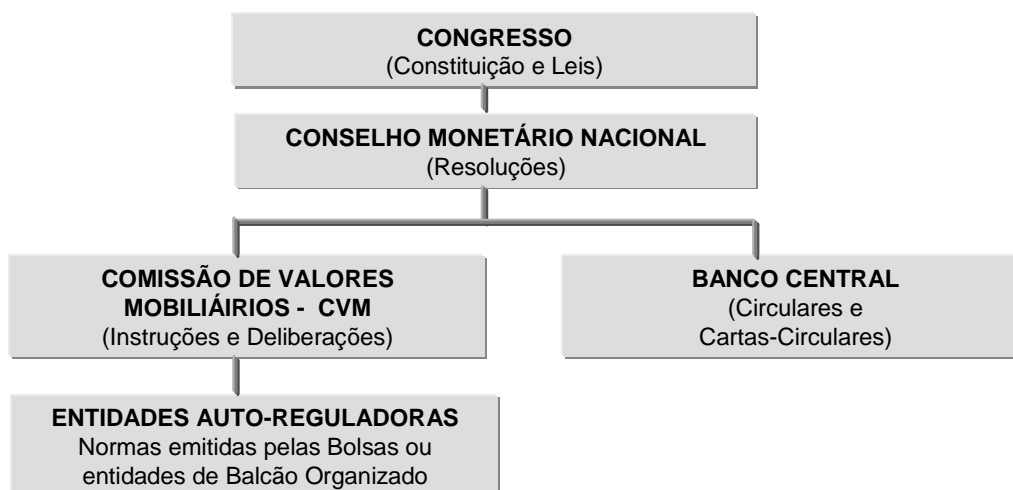 CONGRESSO
(Constituição e Leis)
CONSELHO MONETÁRIO NACIONAL
(Resoluções)
COMISSÃO DE VALORES
MOBILIÁIRIOS - CVM
(Instruções e Deliberações)
BANCO CENTRAL
(Circulares e
Cartas-Circulares)
ENTIDADES AUTO-REGULADORAS
Normas emitidas pelas Bolsas ou
entidades de Balcão Organizado